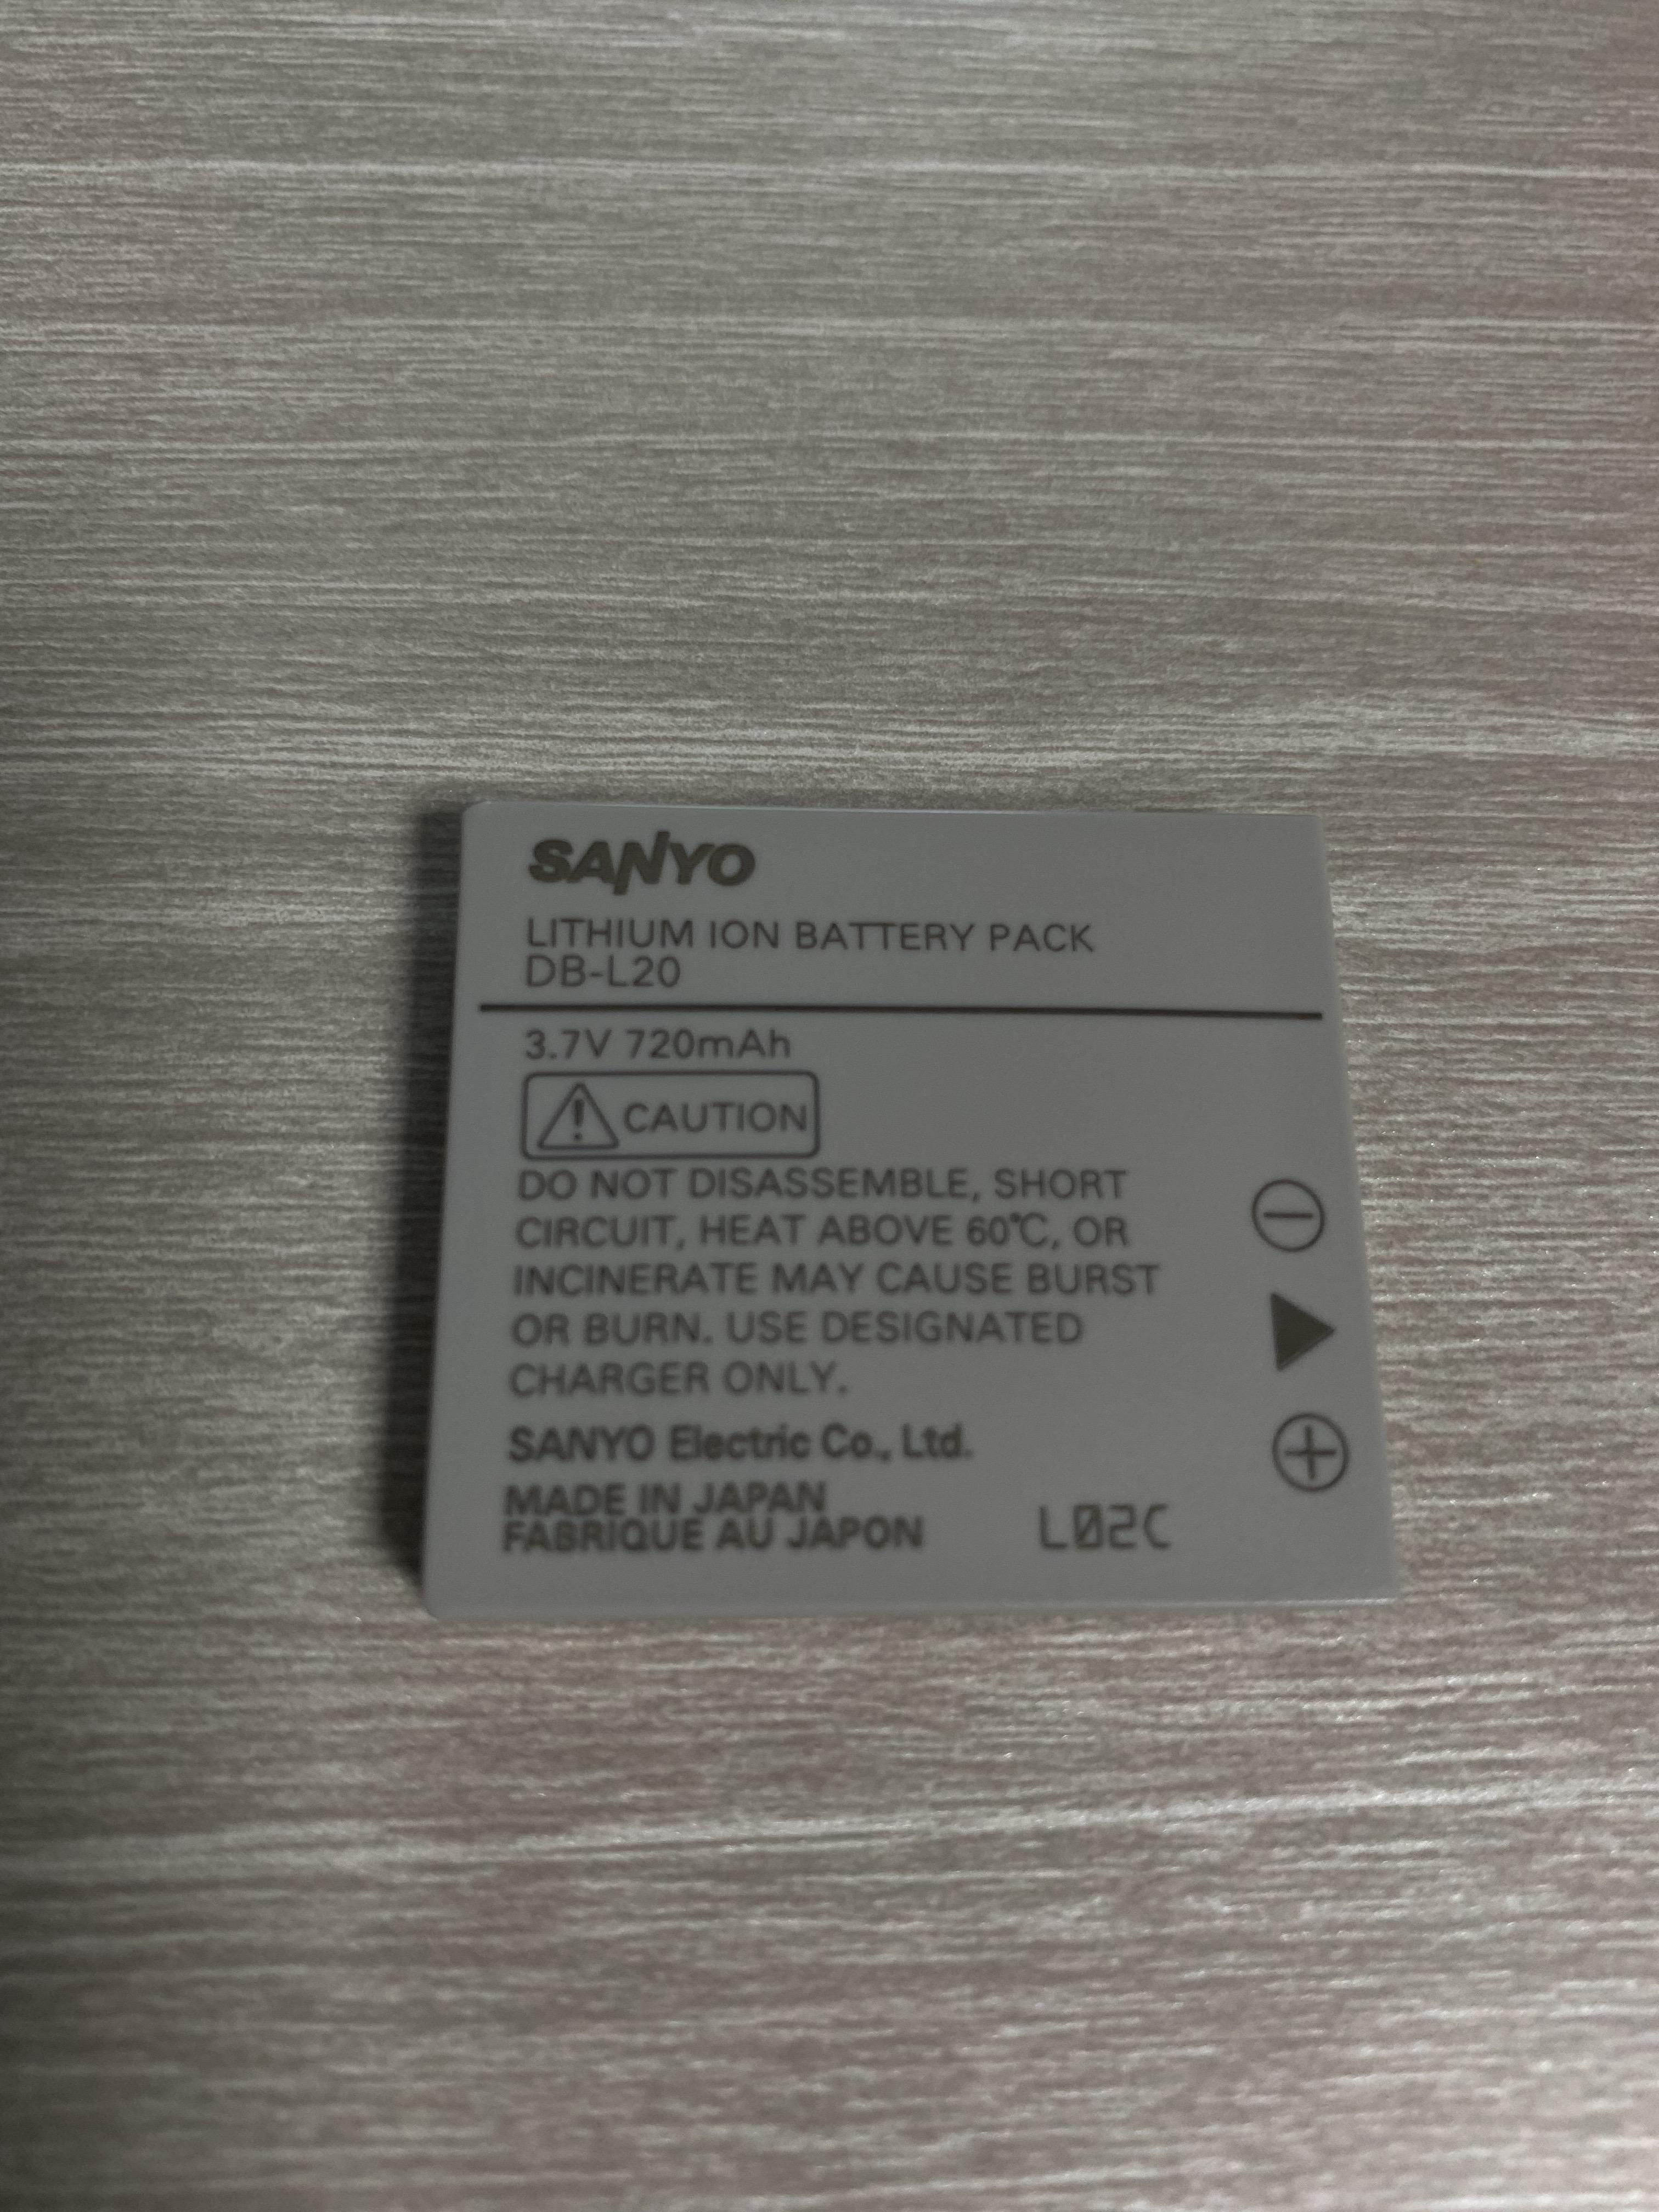 SANYO
LITHIUM ION BATTERY PACK
DB-L20
3.7V 720mAh
CAUTION
DO NOT DISASSEMBLE, SHORT
CIRCUIT, HEAT ABOVE 60℃, OR
INCINERATE MAY CAUSE BURST
OR BURN. USE DESIGNATED
CHARGER ONLY.
SANYO Electric Co., Ltd.
MADE IN JAPAN
FABRIQUE AU JAPON
L02C